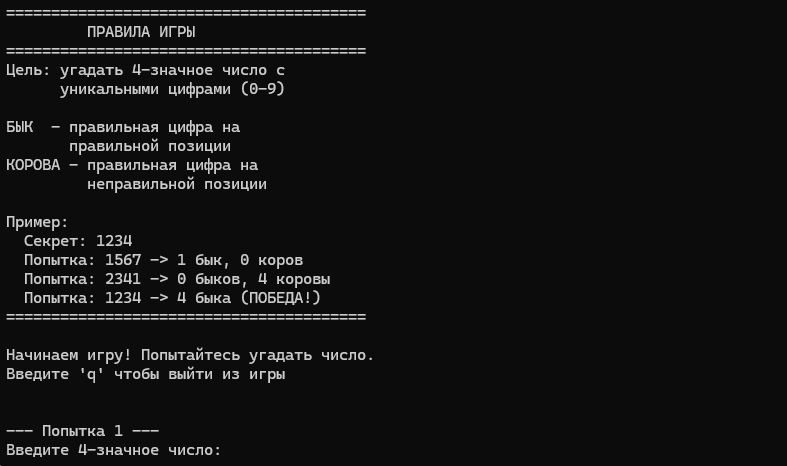 ========================================
         ПРАВИЛА ИГРЫ
========================================
Цель: угадать 4-значное число с
      уникальными цифрами (0-9)
БЫК  - правильная цифра на
       правильной позиции
КОРОВА - правильная цифра на
         неправильной позиции
Пример:
  Секрет: 1234
  Попытка: 1567 -> 1 бык, 0 коров
  Попытка: 2341 -> 0 быков, 4 коровы
  Попытка: 1234 -> 4 быка (ПОБЕДА!)
========================================
Начинаем игру! Попытайтесь угадать число.
Введите 'q' чтобы выйти из игры
--- Попытка 1 ---
Введите 4-значное число: